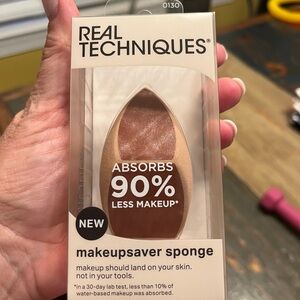 0130
REAL
TECHNIQUES®
ABSORBS
90%
LESS MAKEUP*
NEW
makeupsaver sponge
makeup should land on your skin.
not in your tools.
*in a 30-day lab test, less than 10% of
water-based makeup was absorbed.